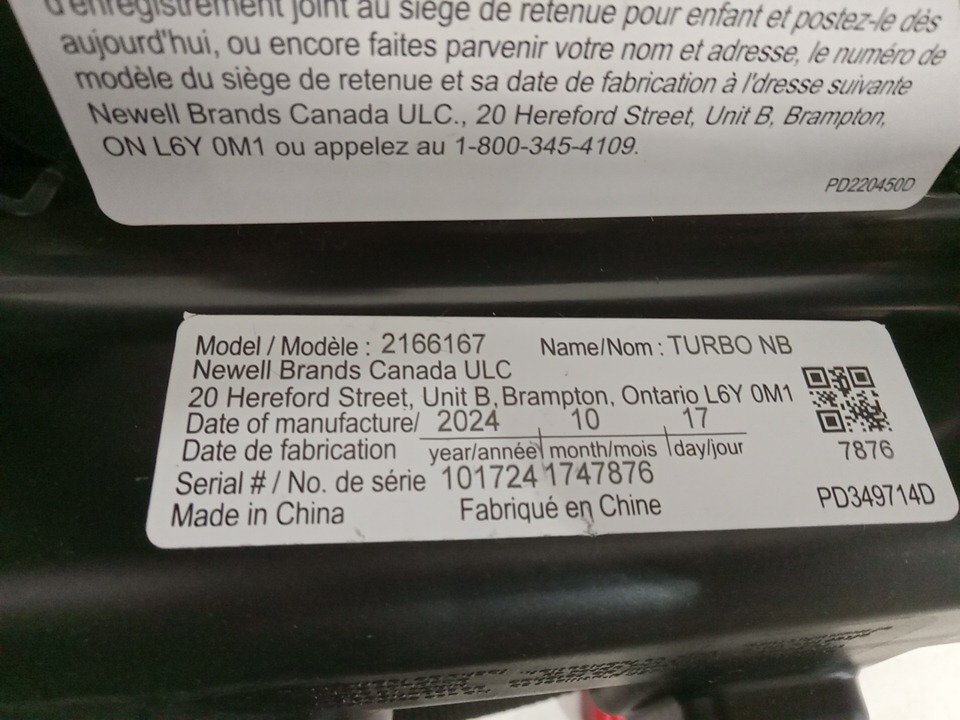 d'enregistrement joint au siège de retenue pour enfant et postez-le dès
aujourd'hui, ou encore faites parvenir votre nom et adresse, le numéro de
modèle du siège de retenue et sa date de fabrication à l'dresse suivante
Newell Brands Canada ULC., 20 Hereford Street, Unit B, Brampton,
ON L6Y 0M1 ou appelez au 1-800-345-4109.
PD220450D
Model / Modèle : 2166167 Name/Nom : TURBO NB
Newell Brands Canada ULC
20 Hereford Street, Unit B, Brampton, Ontario L6Y 0M1
Date of manufacture/ 2024 10 17
Date de fabrication year/année month/mois day/jour
7876
Serial # / No. de série 101724 1747876
Made in China Fabriqué en Chine
PD349714D